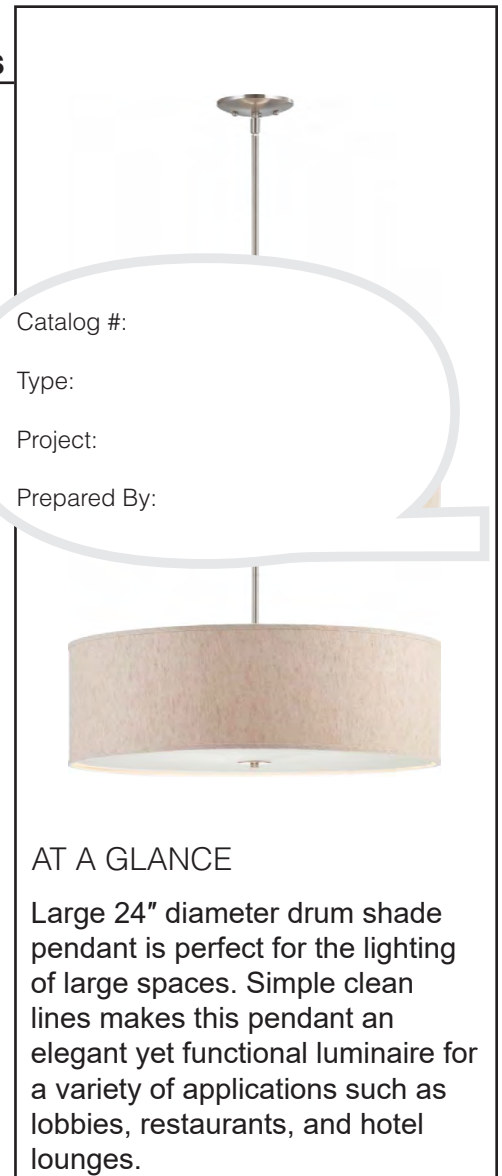 s
Catalog #:
Type:
Project:
Prepared By:
AT A GLANCE
Large 24″ diameter drum shade
pendant is perfect for the lighting
of large spaces. Simple clean
lines makes this pendant an
elegant yet functional luminaire for
a variety of applications such as
lobbies, restaurants, and hotel
lounges.